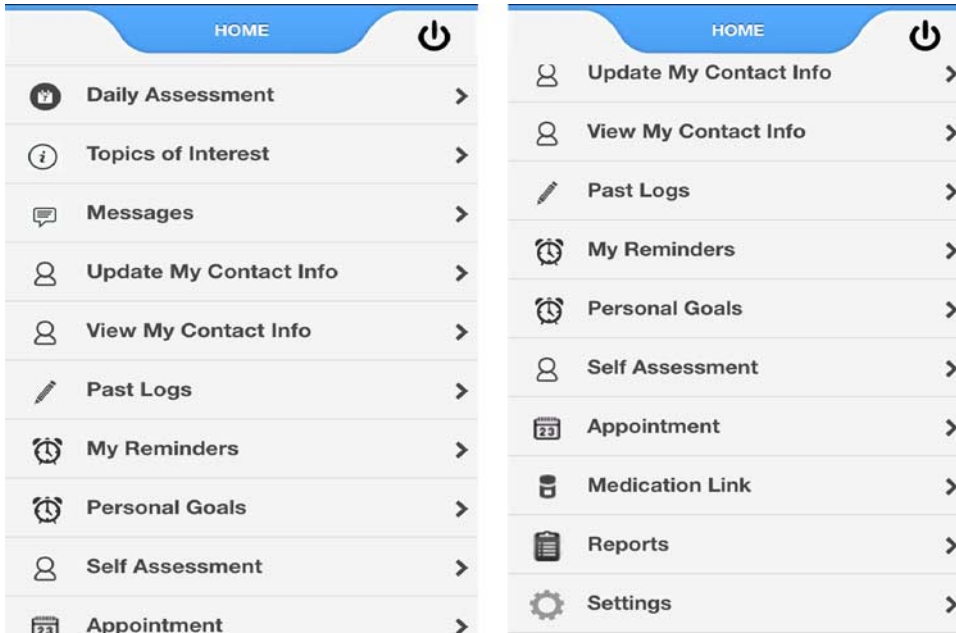 HOME
Daily Assessment
Topics of Interest
Messages
Update My Contact Info
View My Contact Info
Past Logs
My Reminders
Personal Goals
Self Assessment
23
Appointment
HOME
Update My Contact Info
View My Contact Info
Past Logs
My Reminders
Personal Goals
Self Assessment
23
Appointment
Medication Link
Reports
Settings